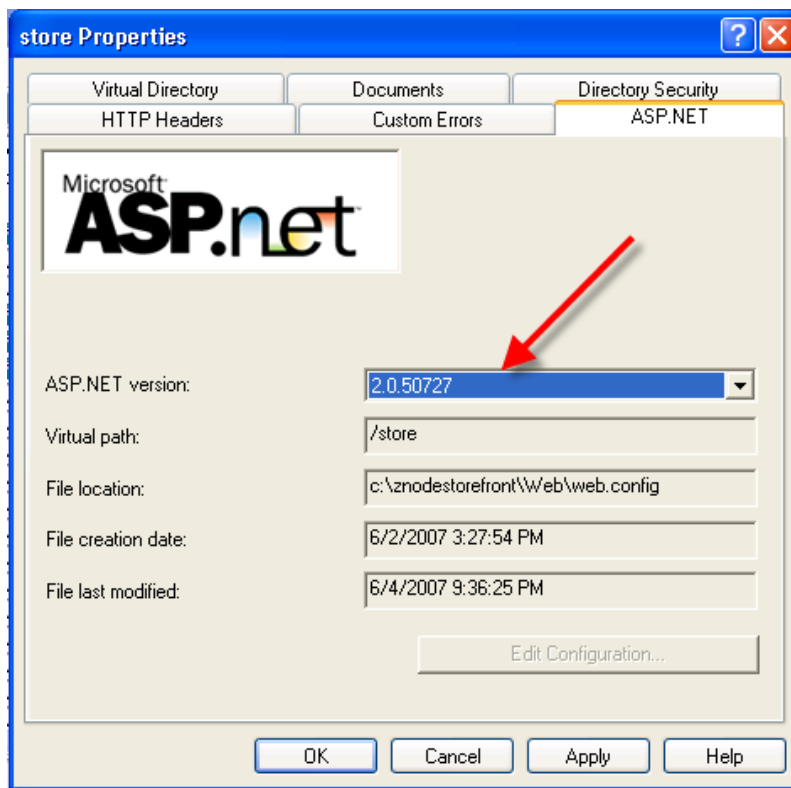 store Properties
Virtual Directory
Documents
Directory Security
HTTP Headers
Custom Errors
ASP.NET
Microsoft
ASP.net
ASP.NET version:
2.0.50727
Virtual path:
/store
File location:
c:\znodestorefront\Web\web.config
File creation date:
6/2/2007 3:27:54 PM
File last modified:
6/4/2007 9:36:25 PM
Edit Configuration...
OK
Cancel
Apply
Help